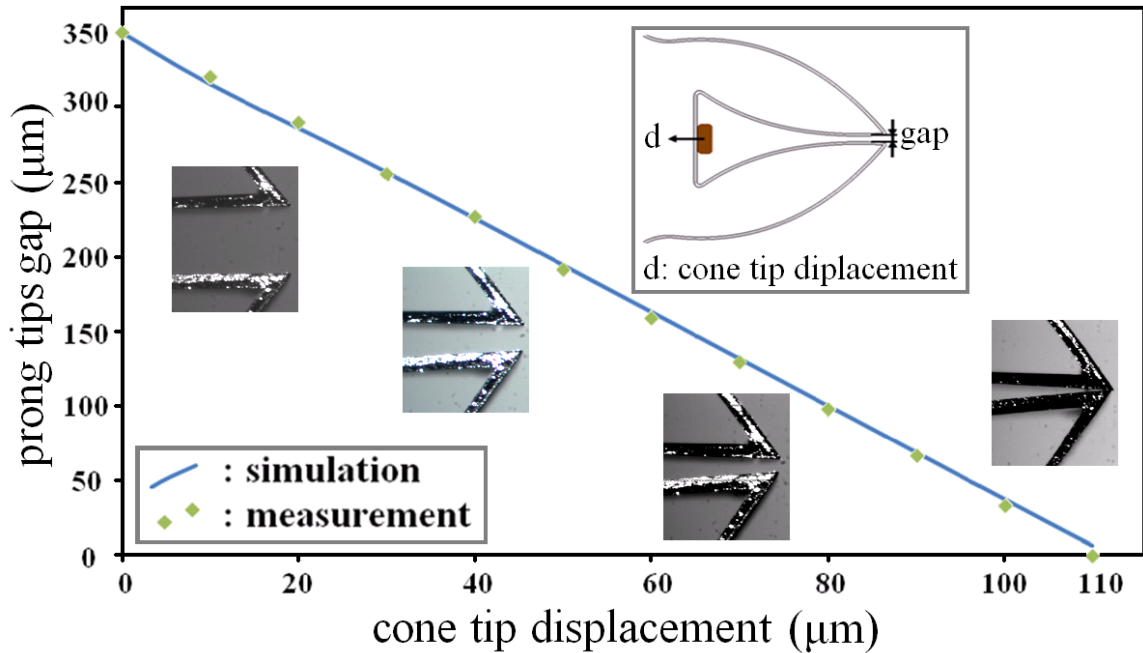 prong tips gap (μm)
350
300
250
200
150
100
50
0
d
gap
d: cone tip diplacement
: simulation
: measurement
0
20
40
60
80
100
110
cone tip displacement (μm)